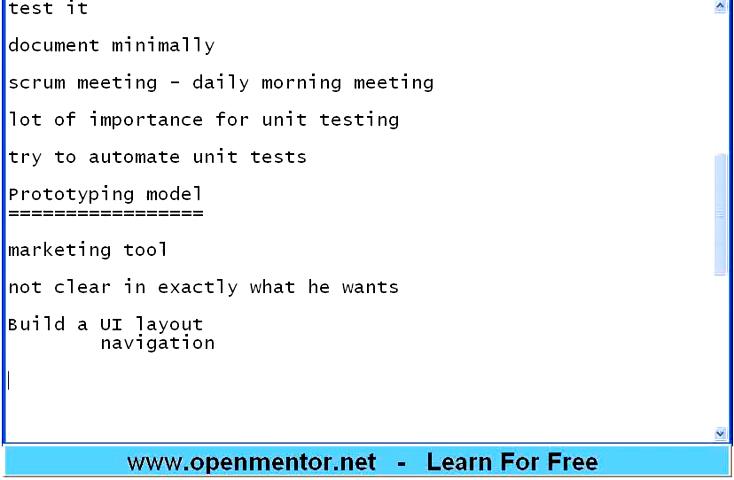 test it
document minimally
scrum meeting - daily morning meeting
lot of importance for unit testing
try to automate unit tests
Prototyping model
=================
marketing tool
not clear in exactly what he wants
Build a UI layout
navigation
www.openmentor.net - Learn For Free